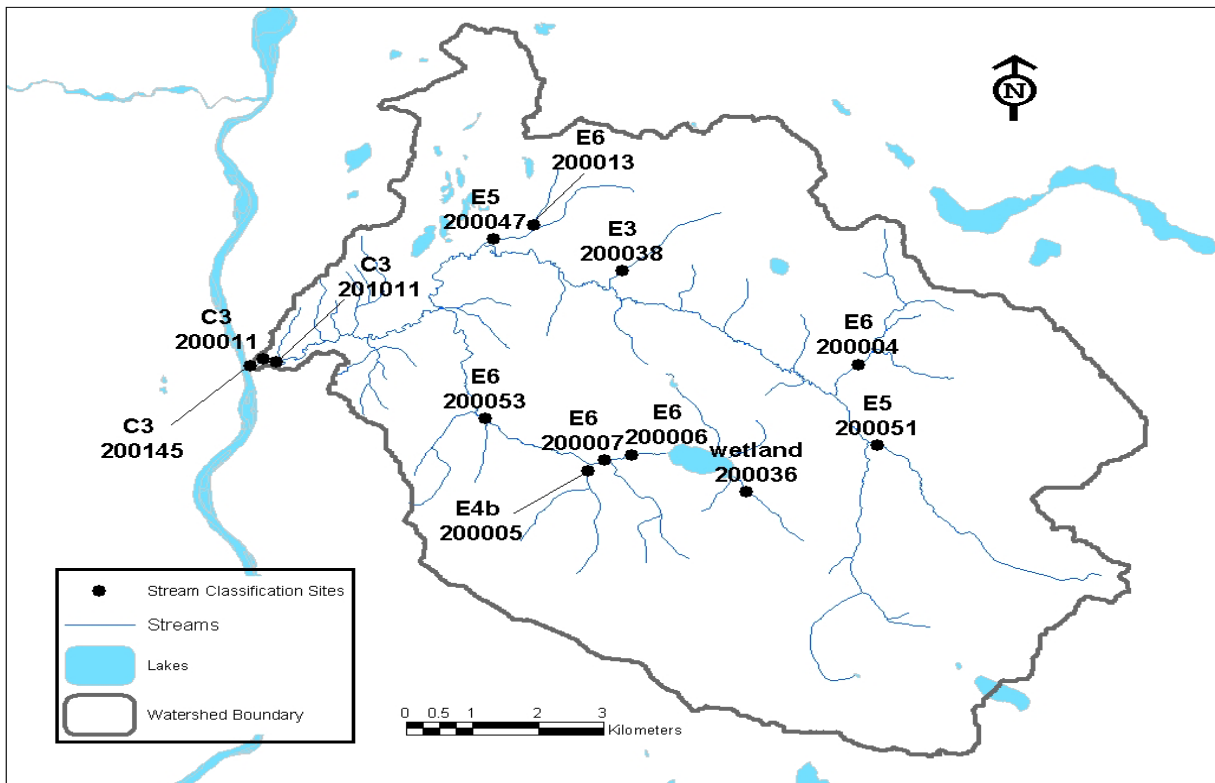 N
E6
200013
E5
200047
E3
200038
C3
201011
C3
200011
E6
200004
C3
200145
E6
200053
E6
200007
E6
200006
E5
200051
wetland
200036
E4b
200005
Stream Classification Sites
Streams
Lakes
Watershed Boundary
0 0.5 1 2 3
Kilometers